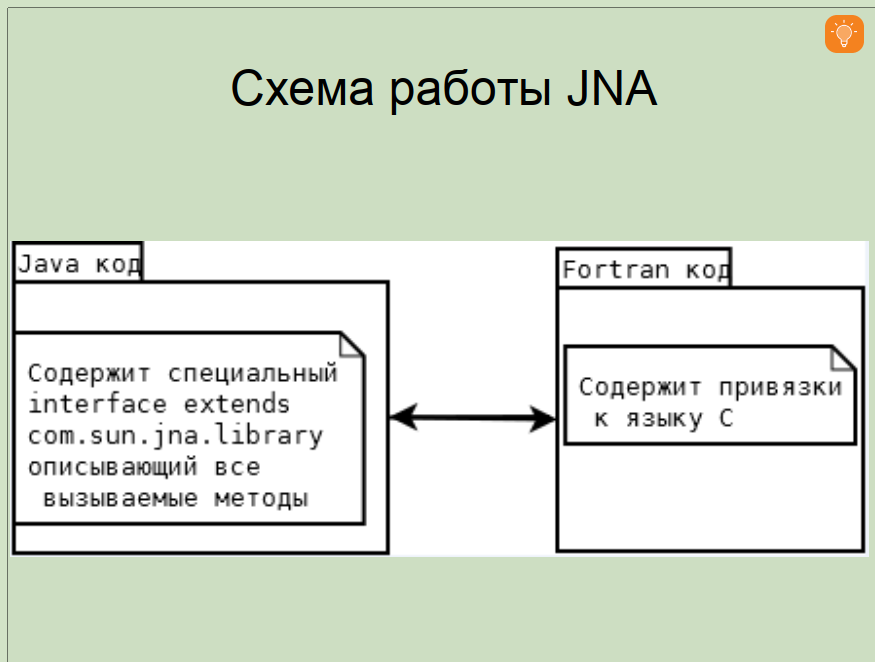 Схема работы JNA
Java код
Содержит специальный
interface extends
com.sun.jna.library
описывающий все
вызываемые методы
Fortran код
Содержит привязки
к языку C